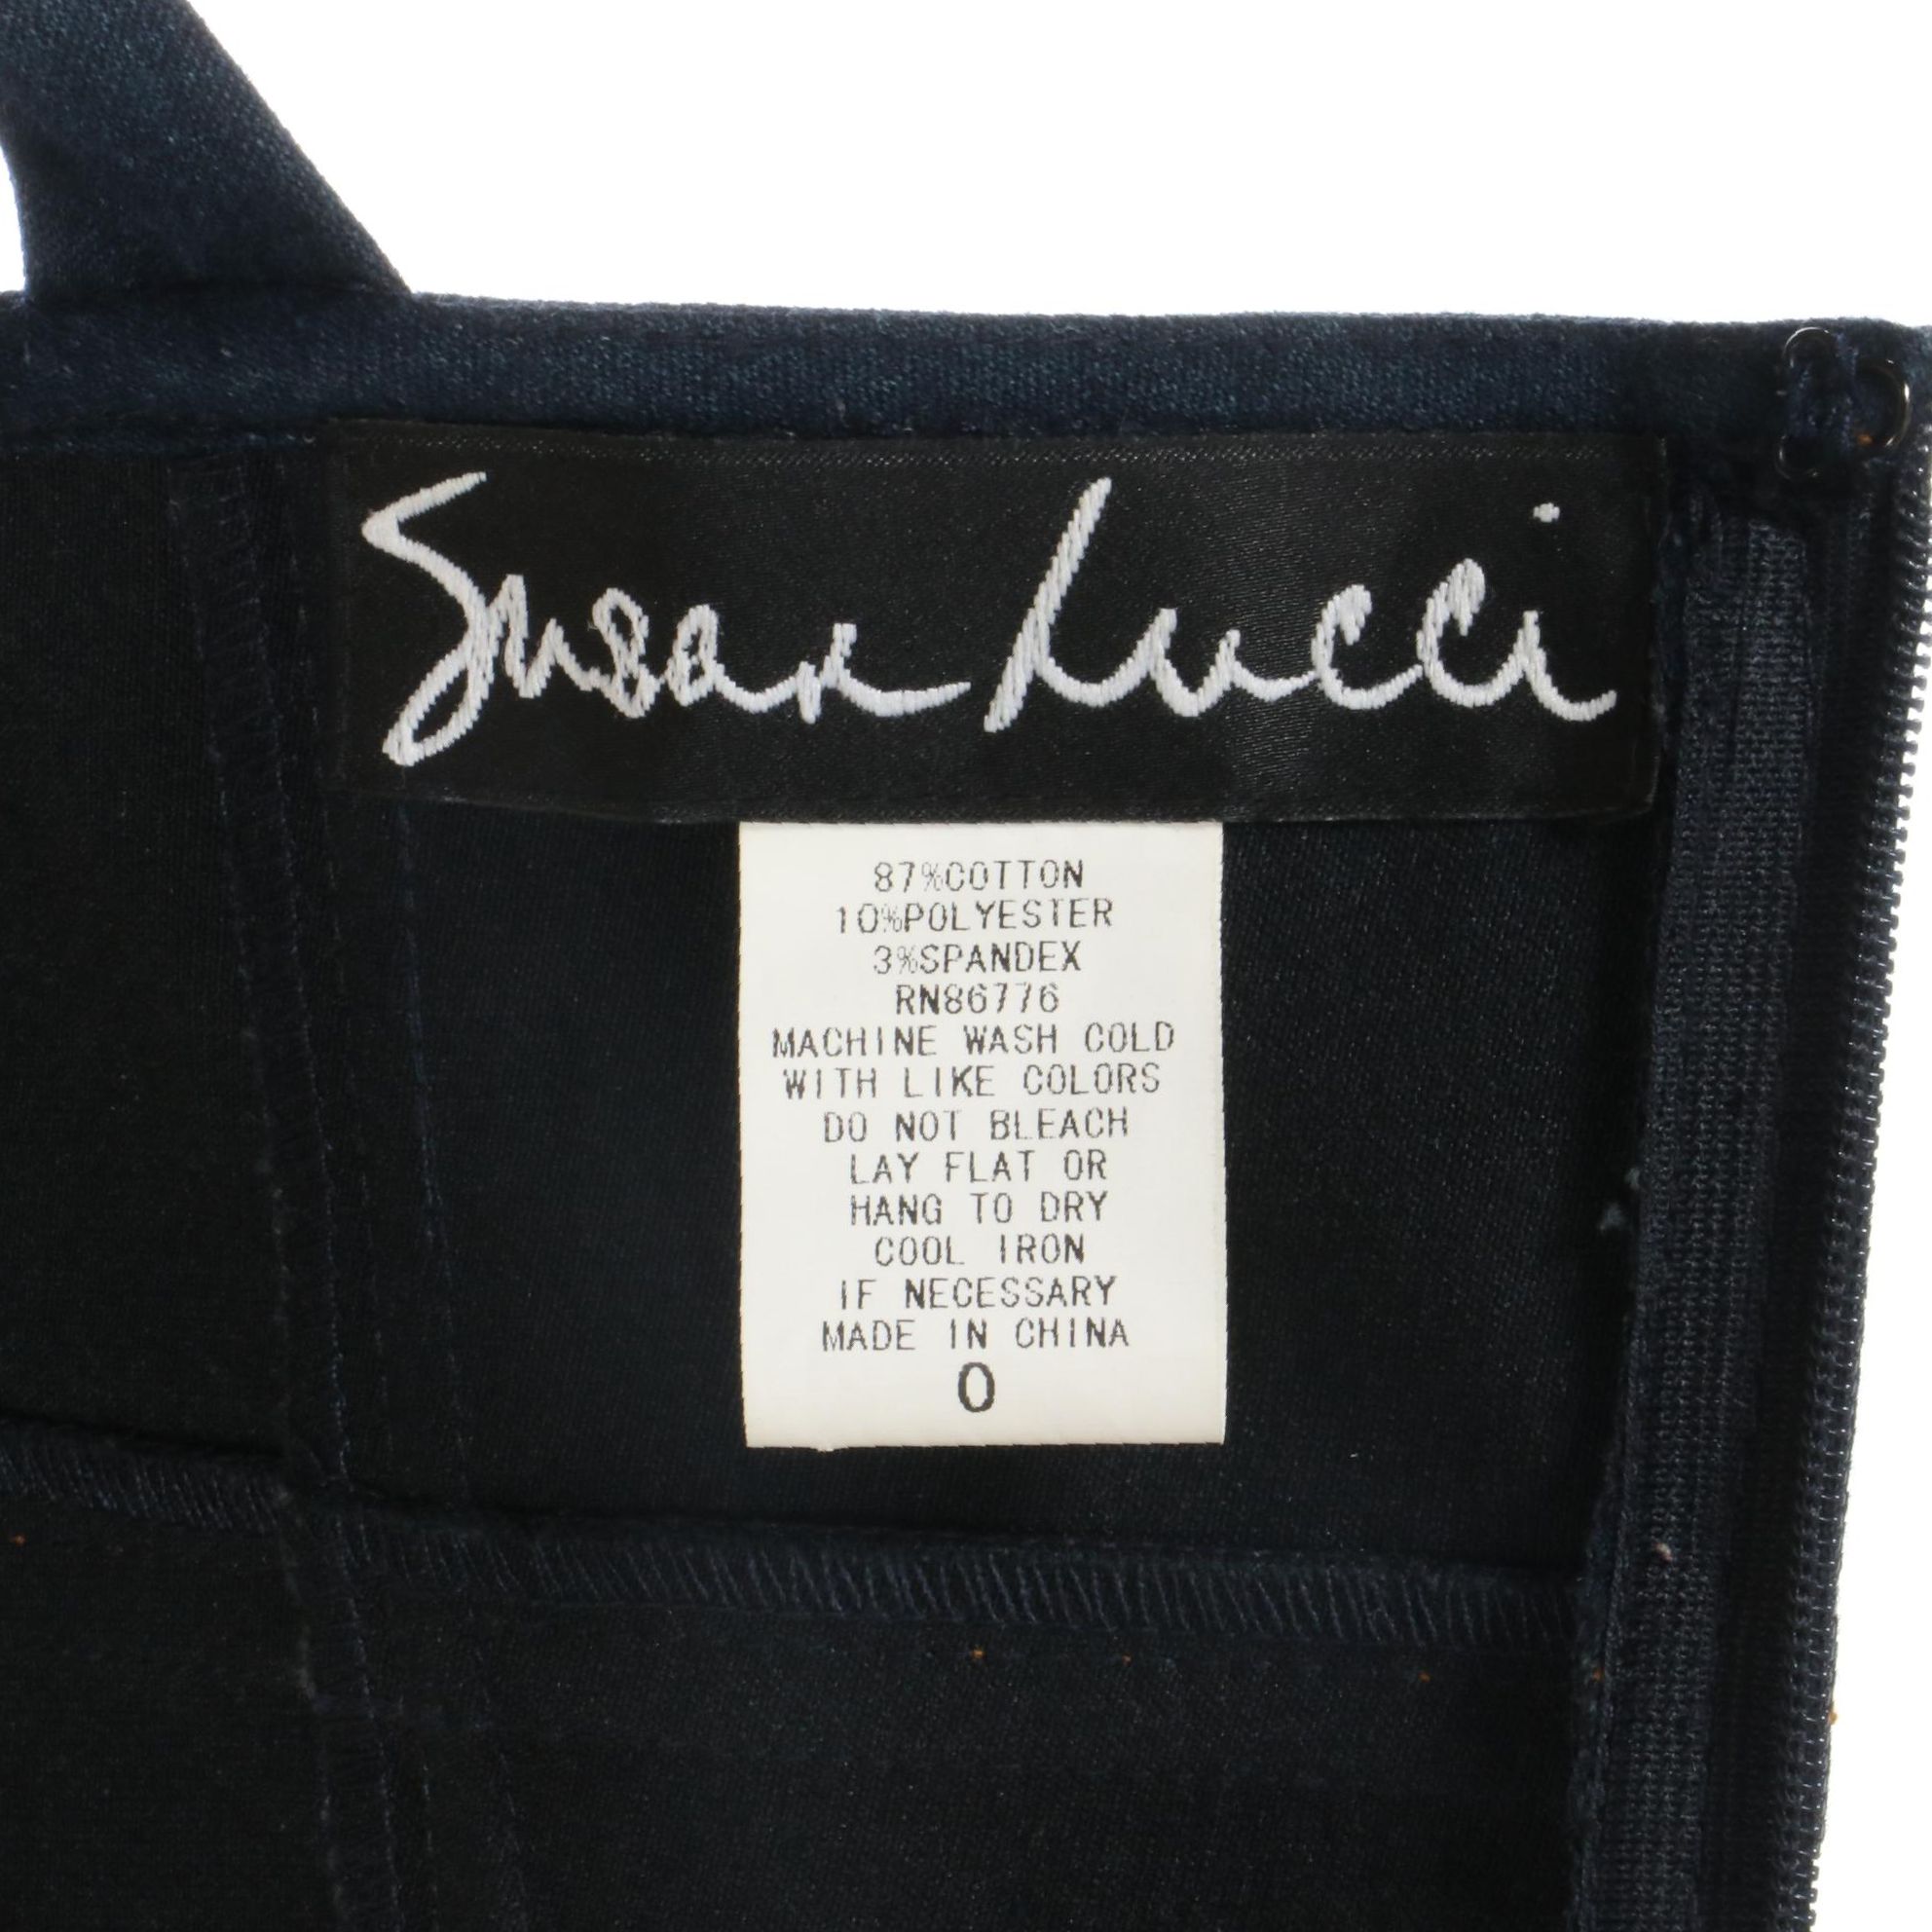 Susan Lucci
87%COTTON
10%POLYESTER
3%SPANDEX
RN86776
MACHINE WASH COLD
WITH LIKE COLORS
DO NOT BLEACH
LAY FLAT OR
HANG TO DRY
COOL IRON
IF NECESSARY
MADE IN CHINA
0